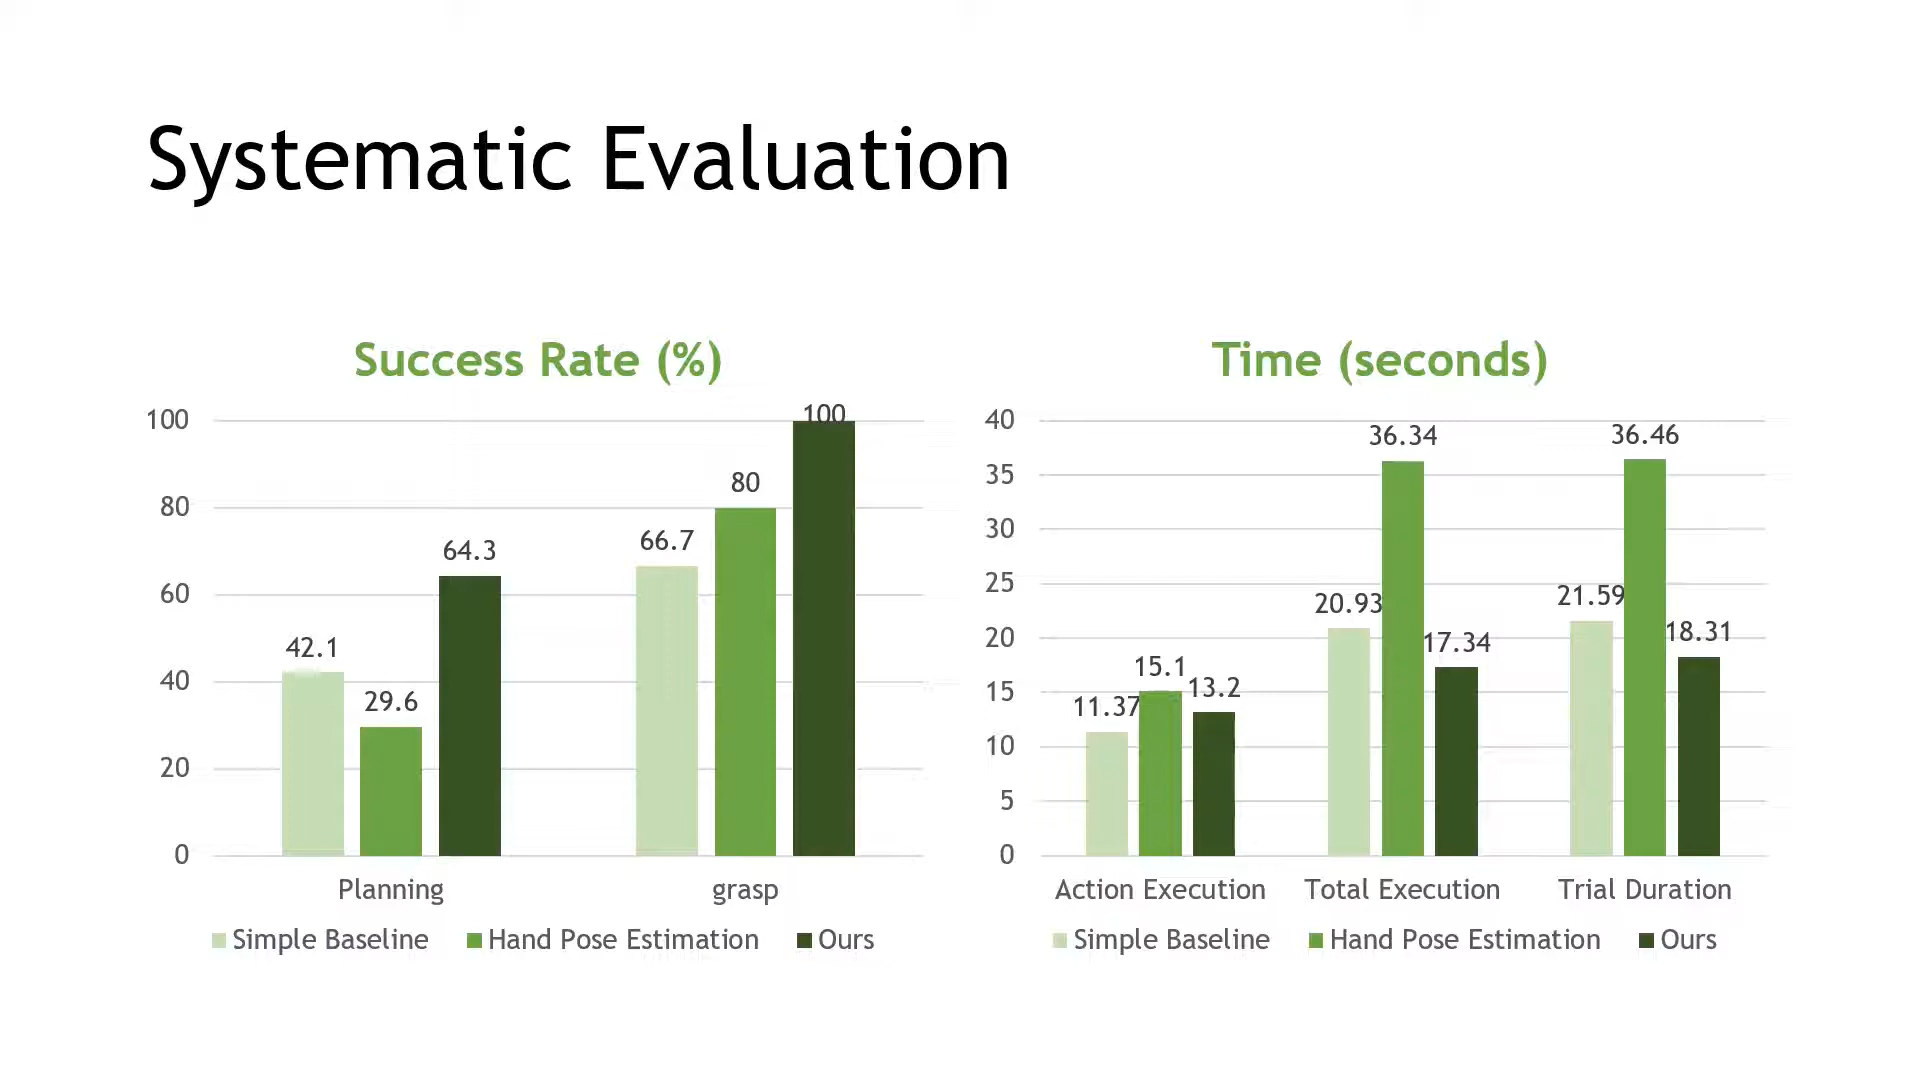 Systematic Evaluation
Success Rate (%)
100
80
60
40
20
0
42.1
29.6
64.3
66.7
80
100
Planning
grasp
Simple Baseline
Hand Pose Estimation
Ours
Time (seconds)
40
35
30
25
20
15
10
5
0
11.37
15.1
13.2
20.93
36.34
17.34
21.59
36.46
18.31
Action Execution
Total Execution
Trial Duration
Simple Baseline
Hand Pose Estimation
Ours